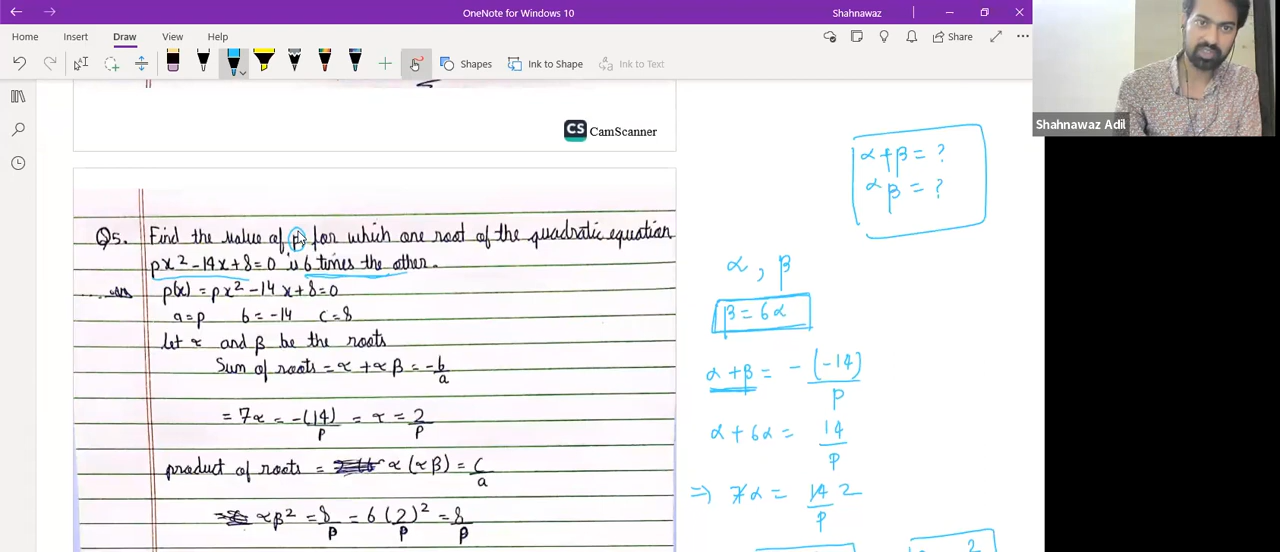 OneNote for Windows 10
Shahnawaz
Home Insert Draw View Help
Share
Shapes
Ink to Shape
Ink to Text
CS CamScanner
Shahnawaz Adil
Q5. Find the value of p for which one root of the quadratic equation
px² - 14x + 8 = 0 is 6 times the other.
ans p(x) = px² - 14x + 8 = 0
a = p b = -14 c = 8
let α and β be the roots
Sum of roots = α + αβ = -b/a
= 7α = -(14)/p = α = 2/p
product of roots = α(αβ) = c/a
αβ² = 8/p = 6(2/p)² = 8/p
α + β = ?
αβ = ?
α, β
β = 6α
α + β = -(-14)/p
α + 6α = 14/p
⇒ 7α = 14 2/p
2